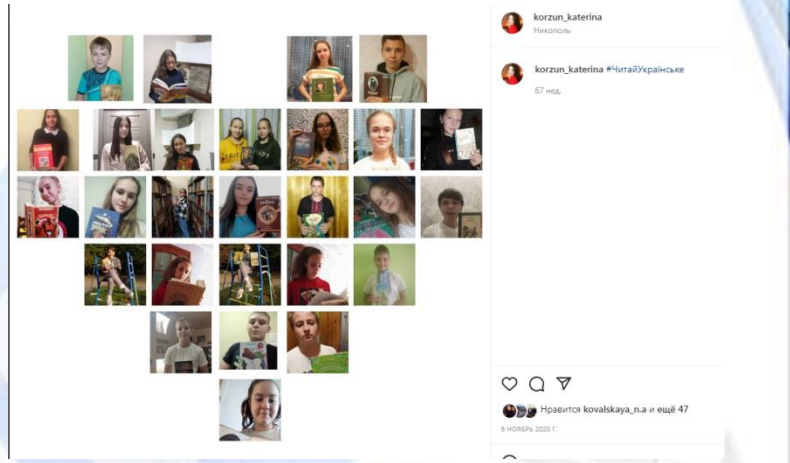 korzun_katerina
Никополь
korzun_katerina #ЧитайУкраїнське
67 нед.
Нравится kovalskaya_n.a и ещё 47
6 НОЯБРЬ 2020 Г.